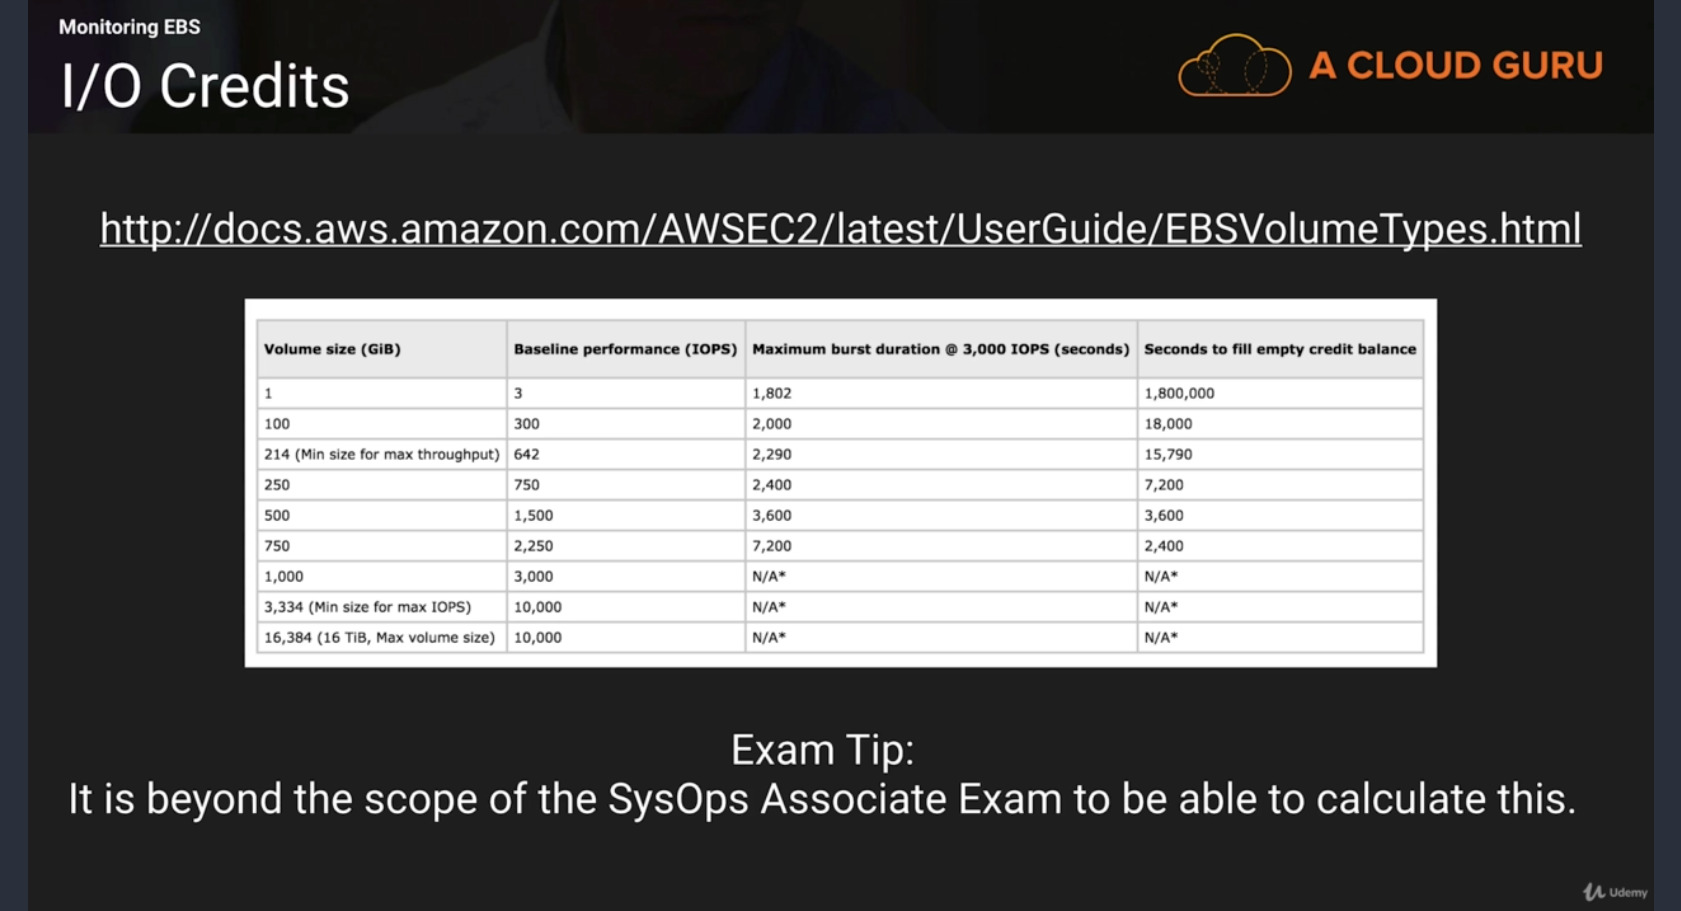 Monitoring EBS
I/O Credits
A CLOUD GURU
http://docs.aws.amazon.com/AWSEC2/latest/UserGuide/EBSVolumeTypes.html
Volume size (GiB) Baseline performance (IOPS) Maximum burst duration @ 3,000 IOPS (seconds) Seconds to fill empty credit balance
1 3 1,802 1,800,000
100 300 2,000 18,000
214 (Min size for max throughput) 642 2,290 15,790
250 750 2,400 7,200
500 1,500 3,600 3,600
750 2,250 7,200 2,400
1,000 3,000 N/A* N/A*
3,334 (Min size for max IOPS) 10,000 N/A* N/A*
16,384 (16 TiB, Max volume size) 10,000 N/A* N/A*
Exam Tip:
It is beyond the scope of the SysOps Associate Exam to be able to calculate this.
Udemy